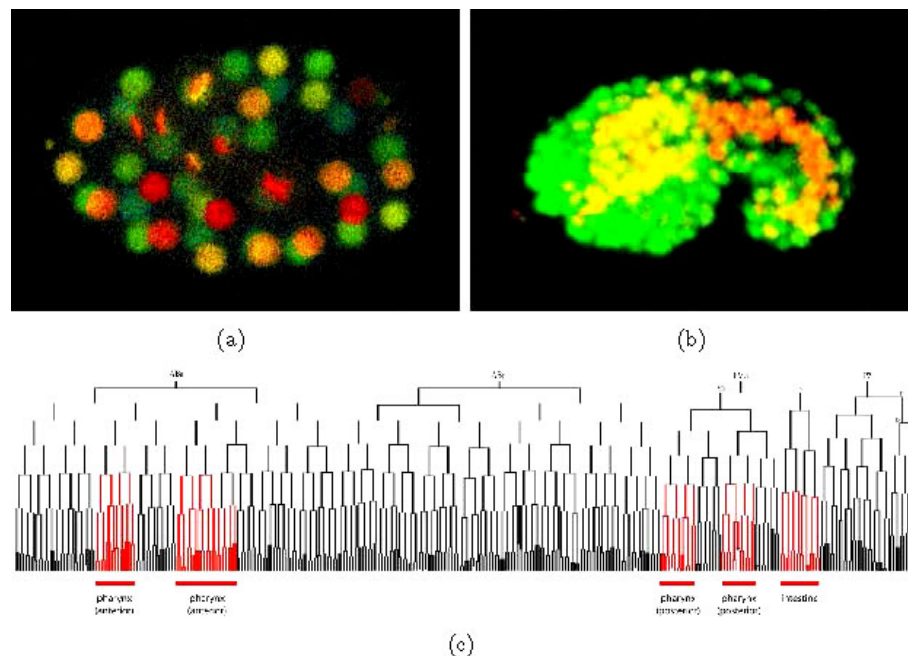 (a)
(b)
pharynx
(anterior)
pharynx
(anterior)
pharynx
(posterior)
pharynx
(posterior)
intestine
(c)